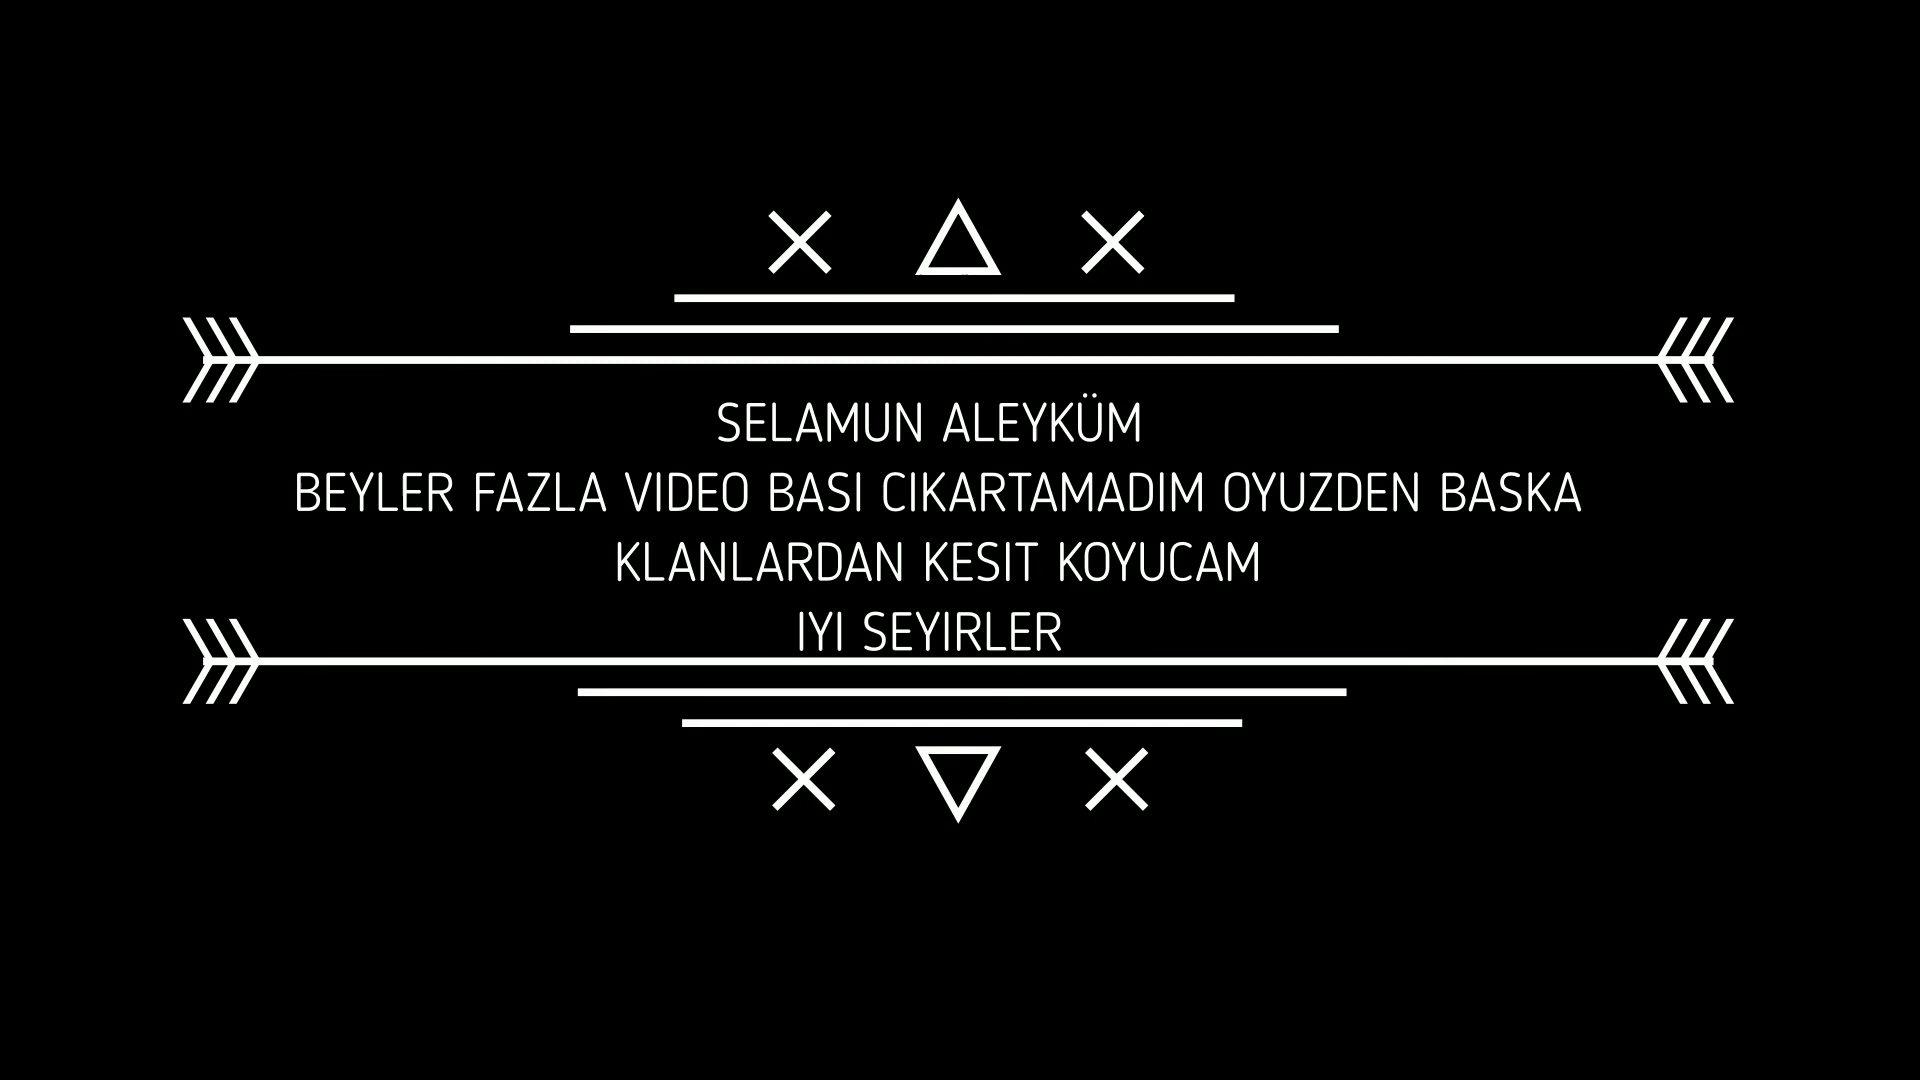 SELAMUN ALEYKÜM
BEYLER FAZLA VIDEO BASI CIKARTAMADIM OYUZDEN BASKA
KLANLARDAN KESIT KOYUCAM
IYI SEYIRLER